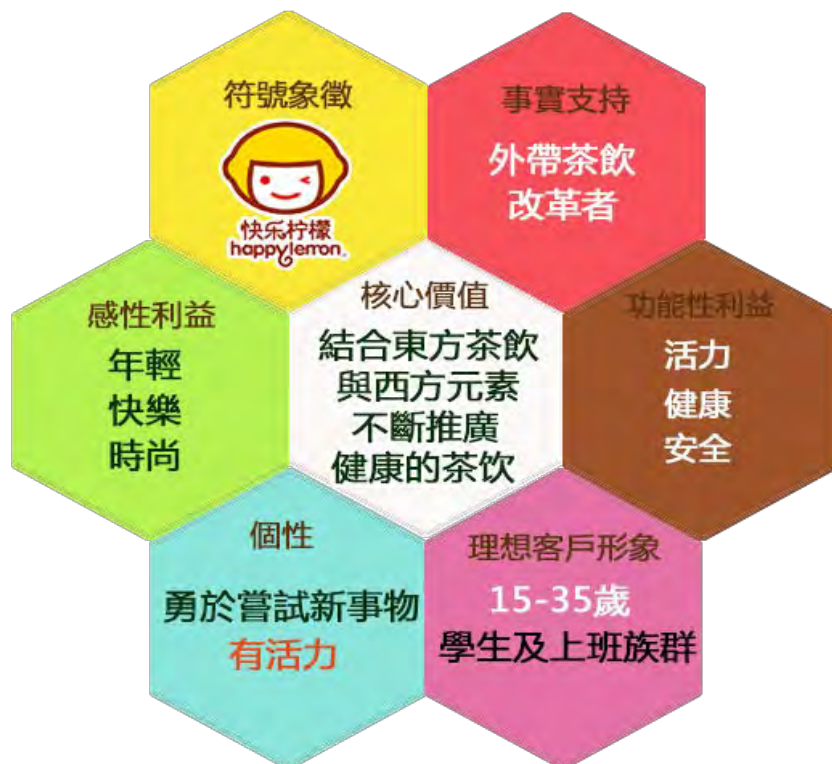 符號象徵
快乐柠檬
happylemon
事實支持
外帶茶飲
改革者
感性利益
年輕
快樂
時尚
核心價值
結合東方茶飲
與西方元素
不斷推廣
健康的茶饮
功能性利益
活力
健康
安全
個性
勇於嘗試新事物
有活力
理想客戶形象
15-35歲
學生及上班族群